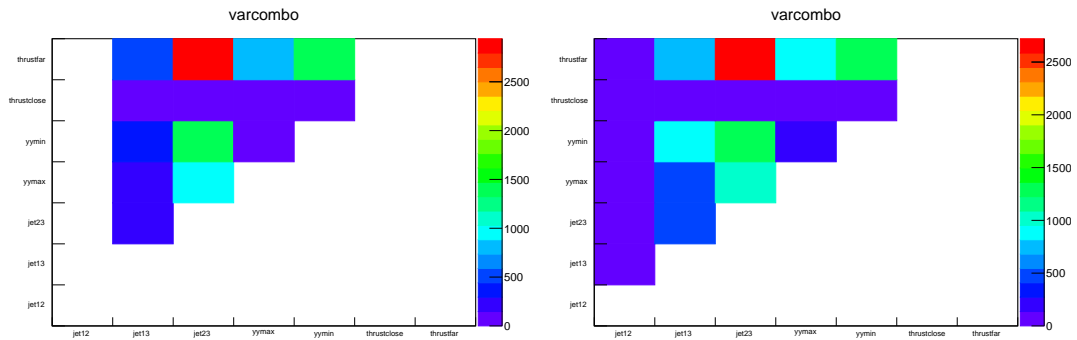 varcombo
thrustfar
thrustclose
yymin
yymax
jet23
jet13
jet12
jet12 jet13 jet23 yymax yymin thrustclose thrustfar
2500
2000
1500
1000
500
0
varcombo
thrustfar
thrustclose
yymin
yymax
jet23
jet13
jet12
jet12 jet13 jet23 yymax yymin thrustclose thrustfar
2500
2000
1500
1000
500
0